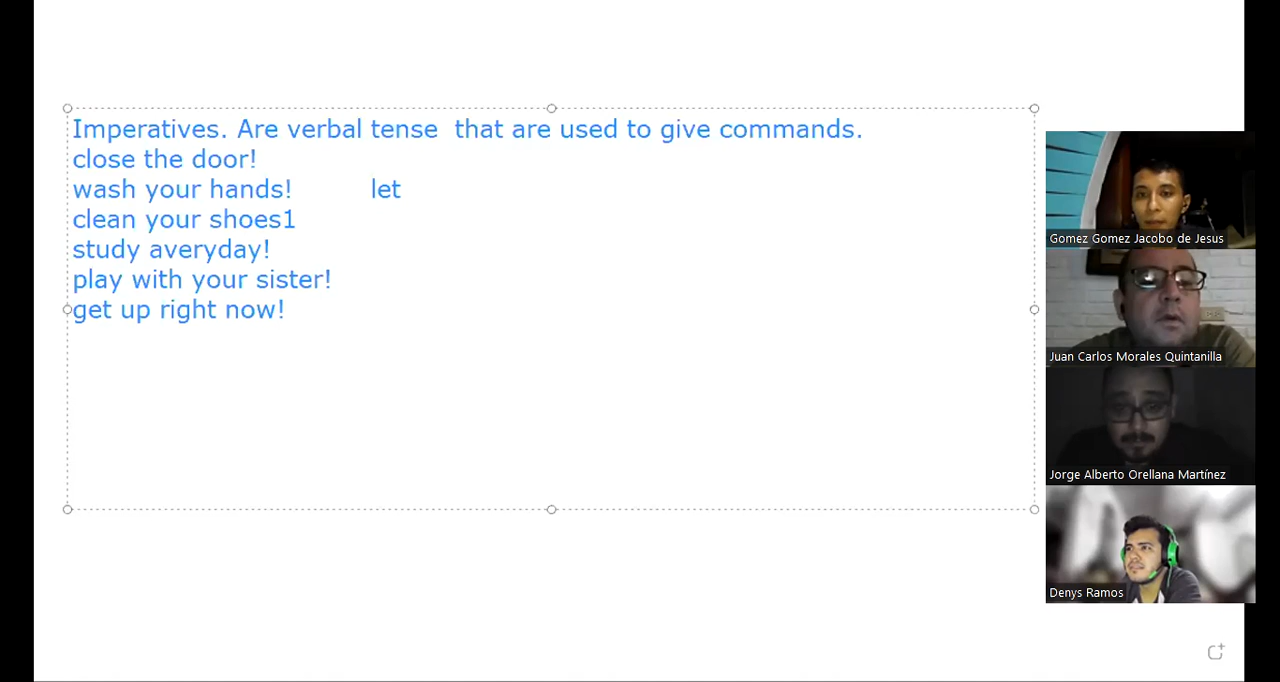 Imperatives. Are verbal tense  that are used to give commands.
close the door!
wash your hands! let
clean your shoes1
study averyday!
play with your sister!
get up right now!
Gomez Gomez Jacobo de Jesus
Juan Carlos Morales Quintanilla
Jorge Alberto Orellana Martínez
Denys Ramos